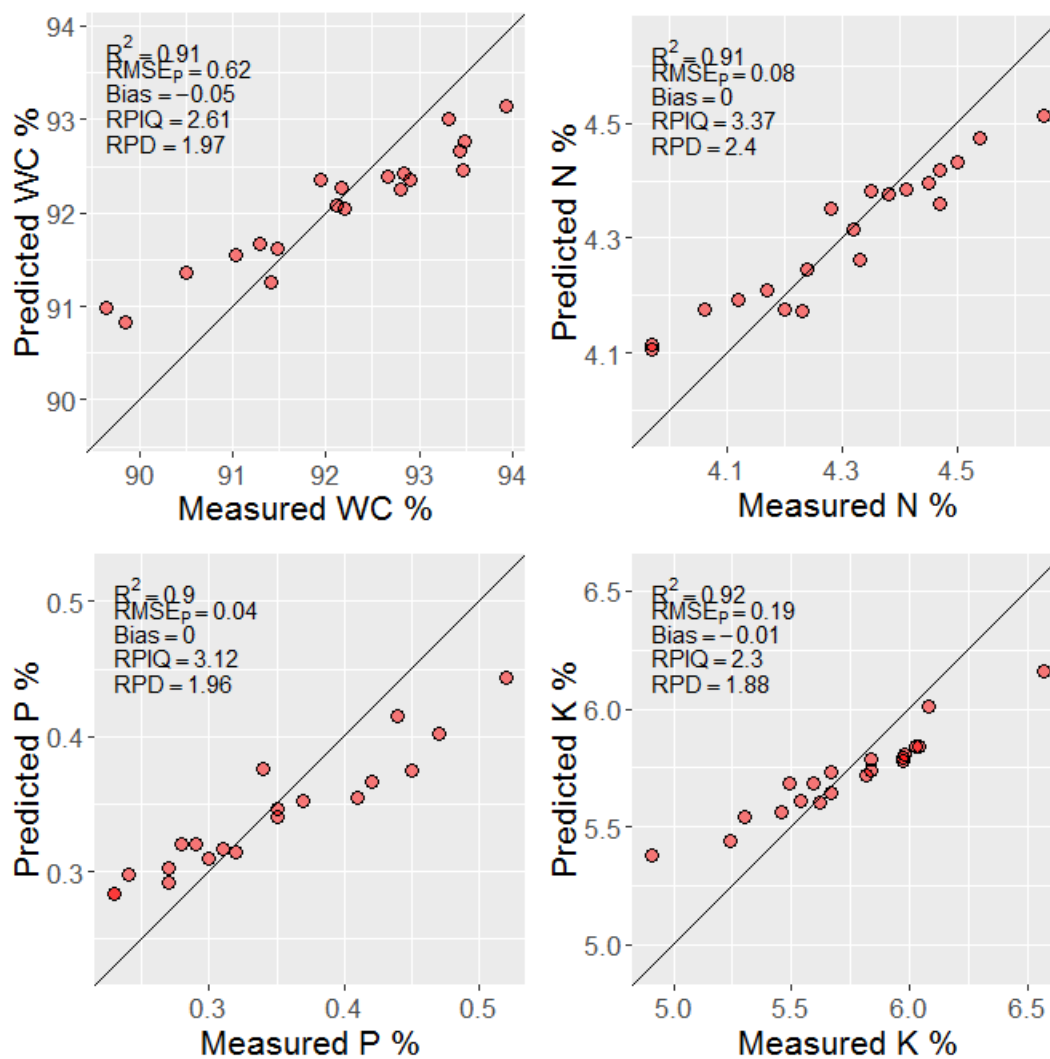 R² = 0.91
RMSEₚ = 0.62
Bias = −0.05
RPIQ = 2.61
RPD = 1.97
94
93
92
91
90
Predicted WC %
90 91 92 93 94
Measured WC %
R² = 0.91
RMSEₚ = 0.08
Bias = 0
RPIQ = 3.37
RPD = 2.4
4.5
4.3
4.1
Predicted N %
4.1 4.3 4.5
Measured N %
R² = 0.9
RMSEₚ = 0.04
Bias = 0
RPIQ = 3.12
RPD = 1.96
0.5
0.4
0.3
Predicted P %
0.3 0.4 0.5
Measured P %
R² = 0.92
RMSEₚ = 0.19
Bias = −0.01
RPIQ = 2.3
RPD = 1.88
6.5
6.0
5.5
5.0
Predicted K %
5.0 5.5 6.0 6.5
Measured K %